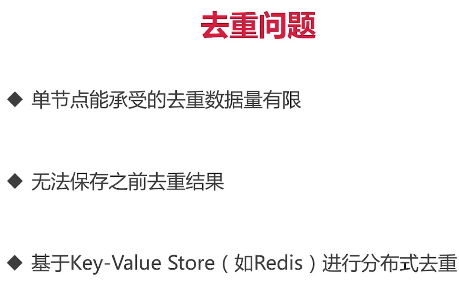 去重问题
◆ 单节点能承受的去重数据量有限
◆ 无法保存之前去重结果
◆ 基于Key-Value Store（如Redis）进行分布式去重